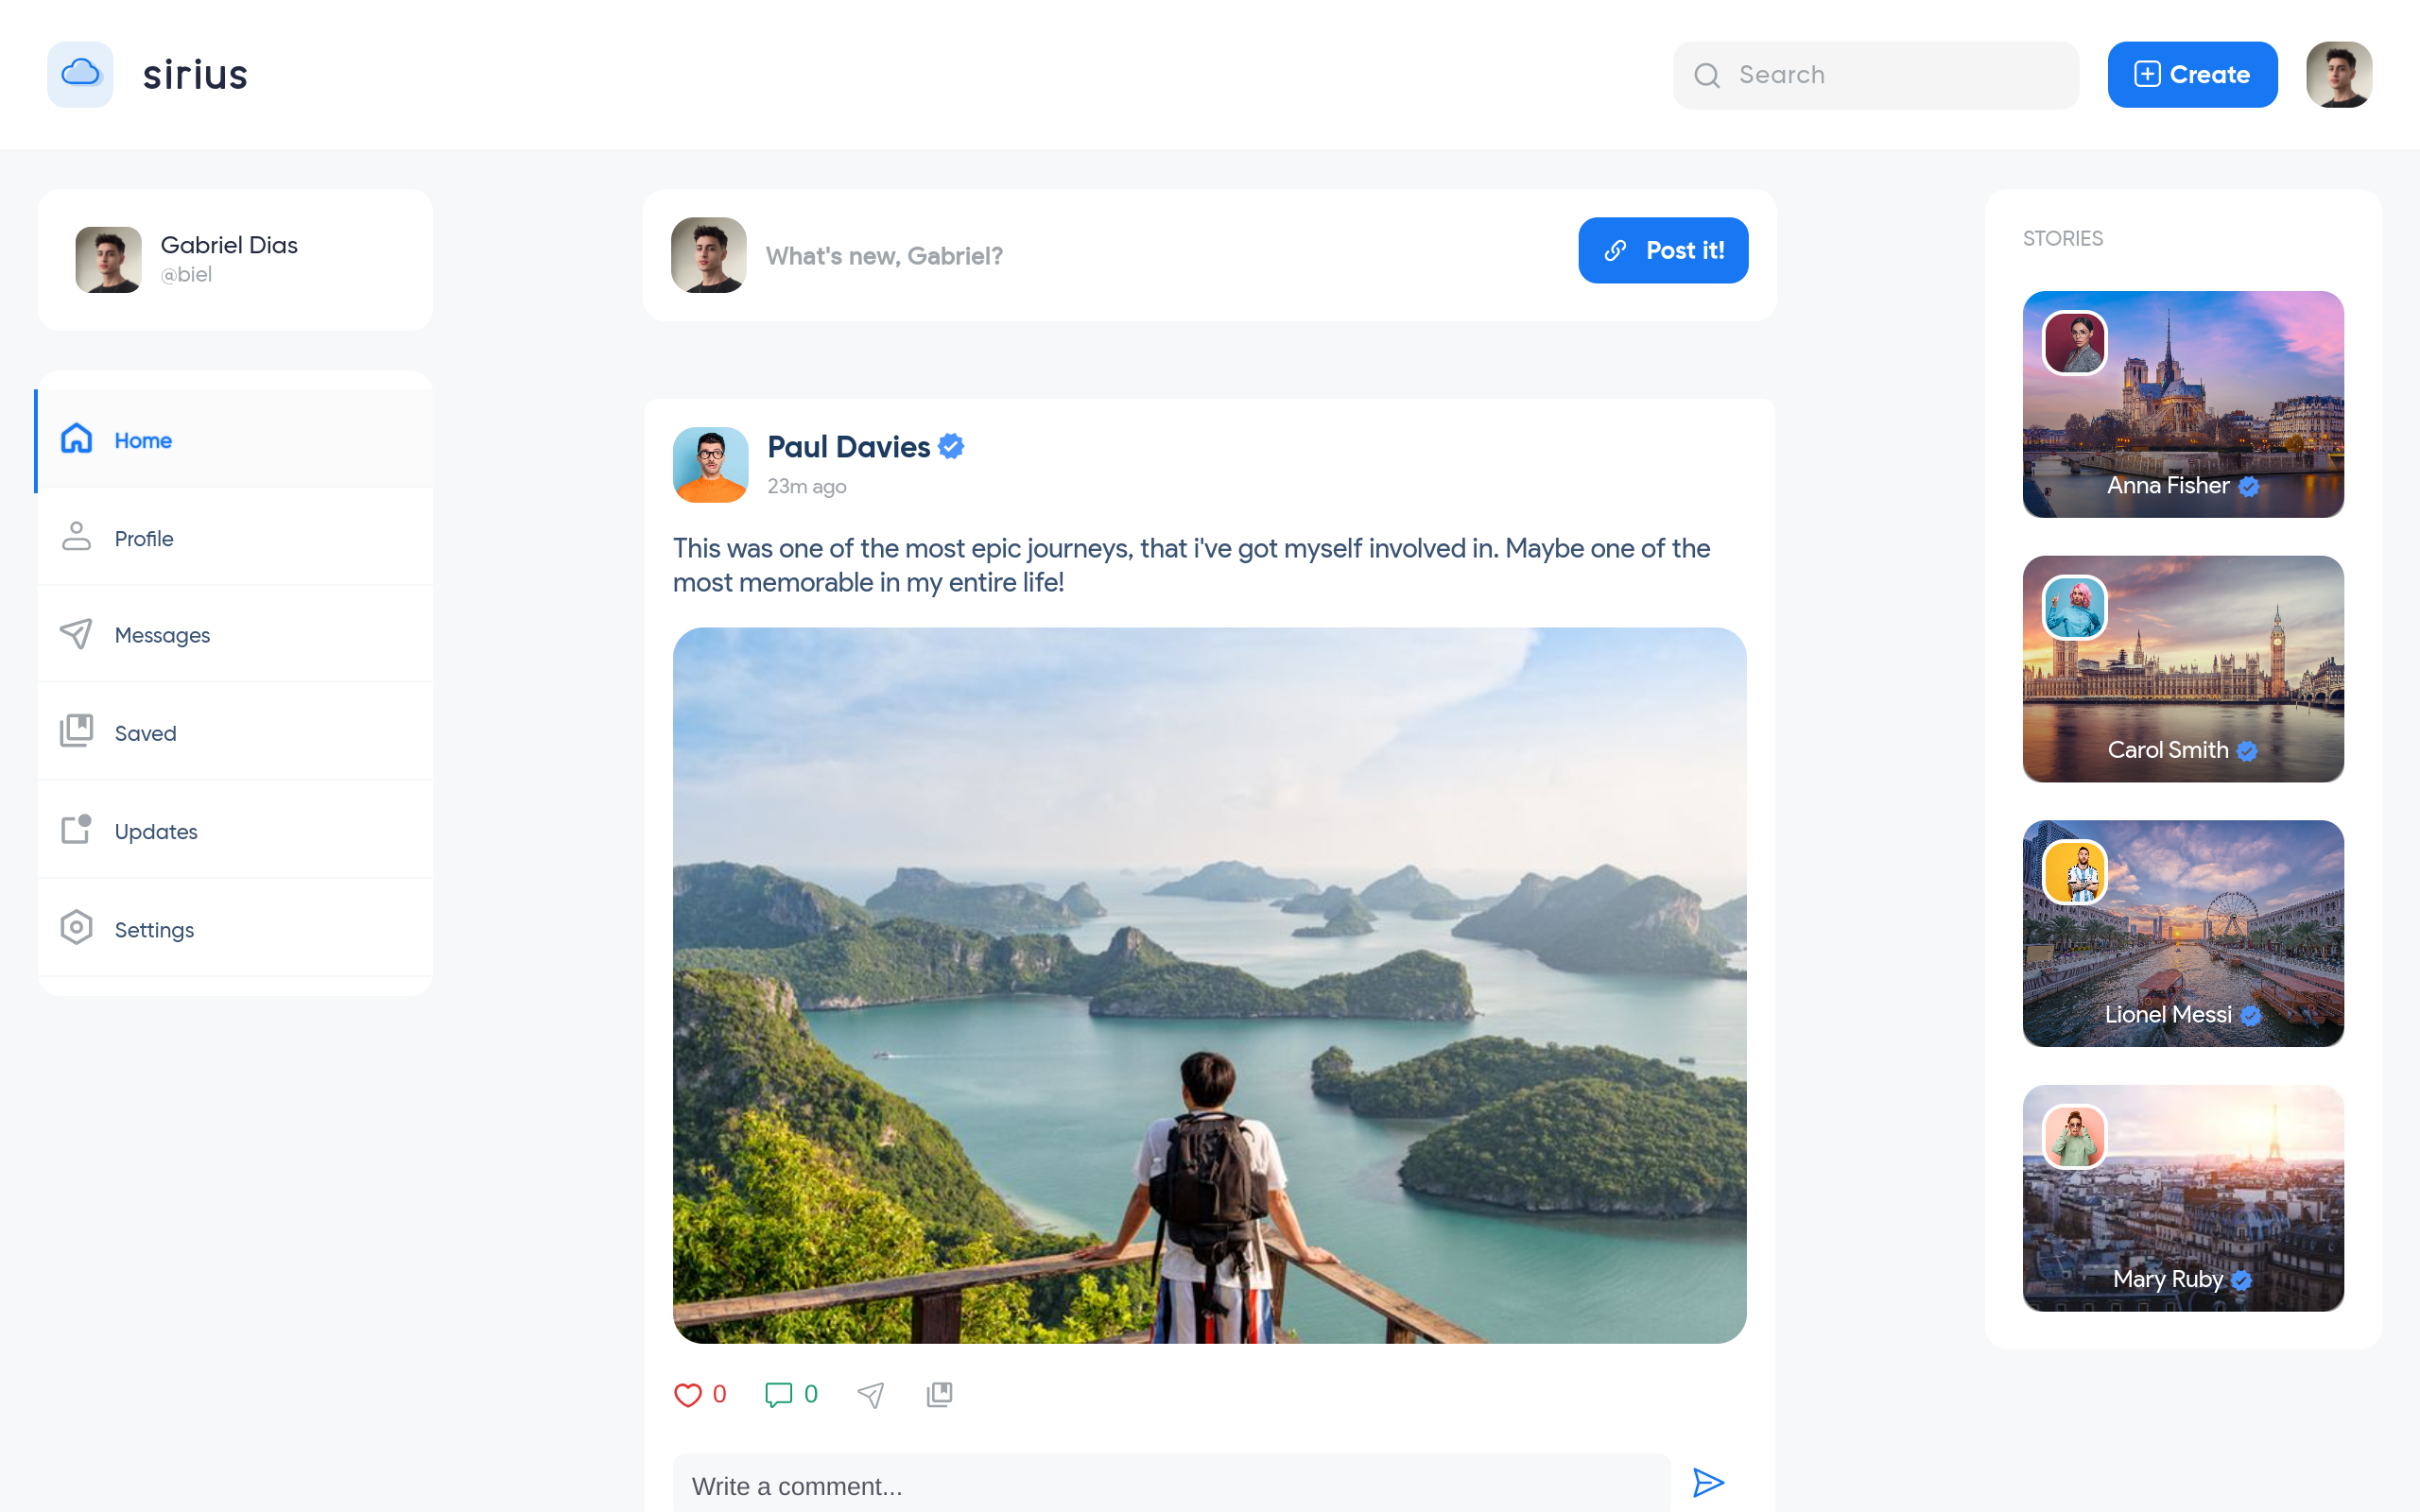 sirius
Search
Create
Gabriel Dias
@biel
Home
Profile
Messages
Saved
Updates
Settings
What's new, Gabriel?
Post it!
Paul Davies
23m ago
This was one of the most epic journeys, that i've got myself involved in. Maybe one of the
most memorable in my entire life!
0
0
Write a comment...
STORIES
Anna Fisher
Carol Smith
Lionel Messi
Mary Ruby